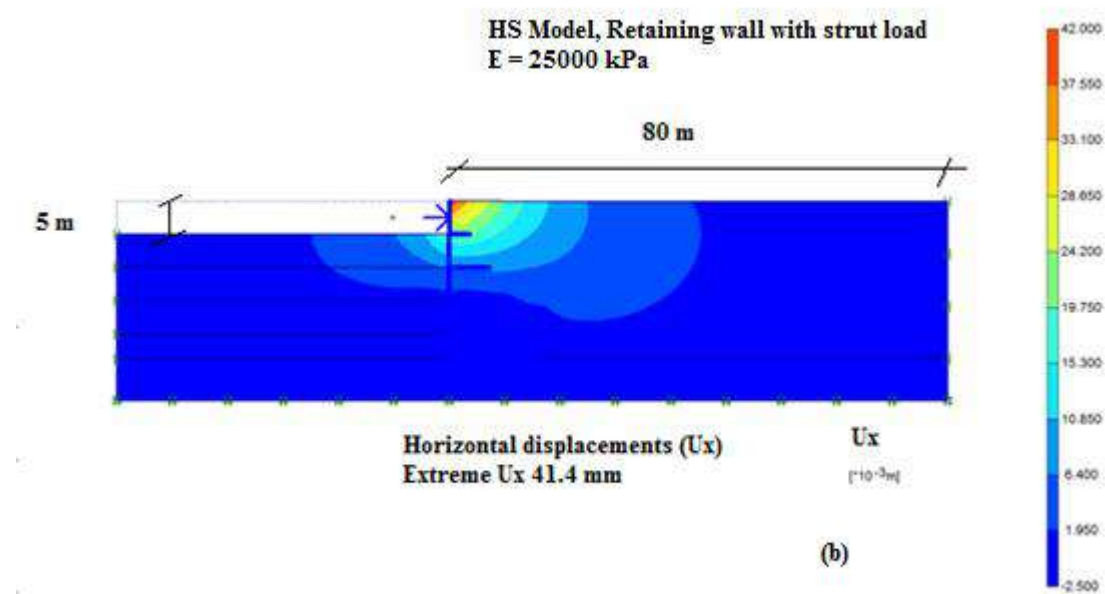 HS Model, Retaining wall with strut load
E = 25000 kPa
80 m
5 m
42.000
37.550
33.100
28.650
24.200
19.750
15.300
10.850
6.400
1.950
-2.500
Horizontal displacements (Ux)
Extreme Ux 41.4 mm
Ux
[*10-3m]
(b)